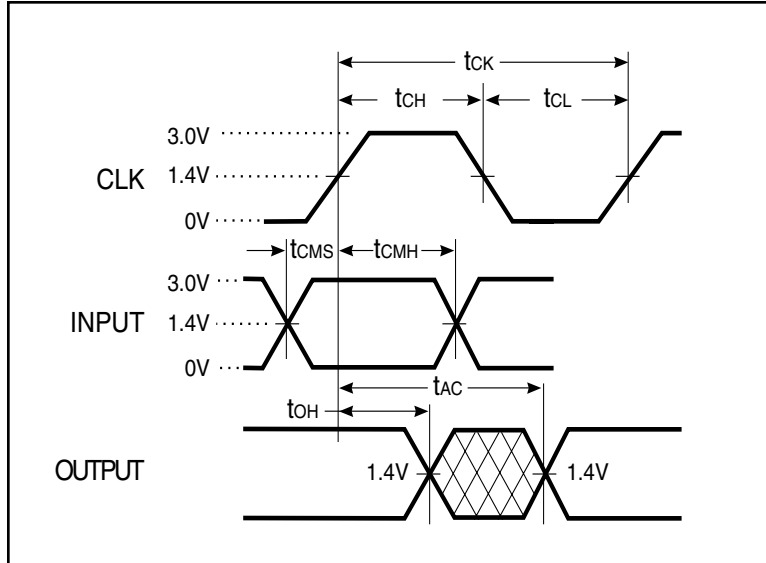 tCK
tCH tCL
3.0V
CLK 1.4V
0V
tCMS tCMH
3.0V
INPUT 1.4V
0V
tAC
tOH
OUTPUT 1.4V 1.4V